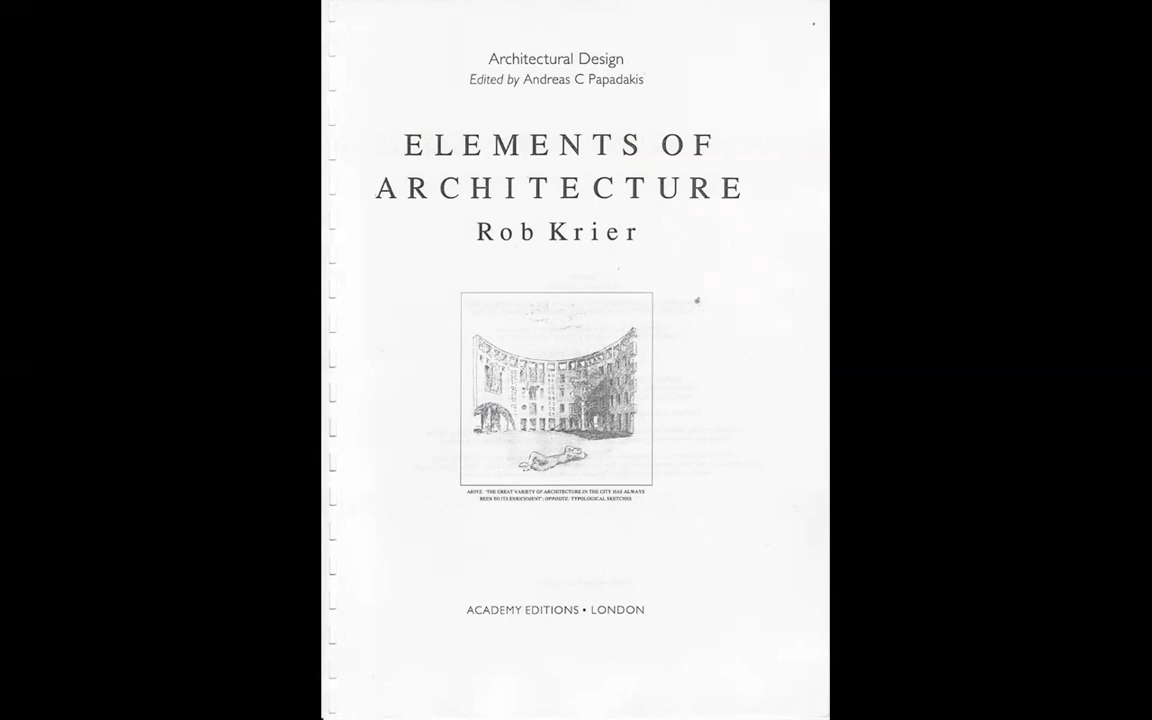 Architectural Design
Edited by Andreas C Papadakis
ELEMENTS OF
ARCHITECTURE
Rob Krier
ABOVE: 'THE GREAT VARIETY OF ARCHITECTURE IN THE CITY HAS ALWAYS
BEEN TO ITS ENRICHMENT'; OPPOSITE: TYPOLOGICAL SKETCHES
ACADEMY EDITIONS • LONDON